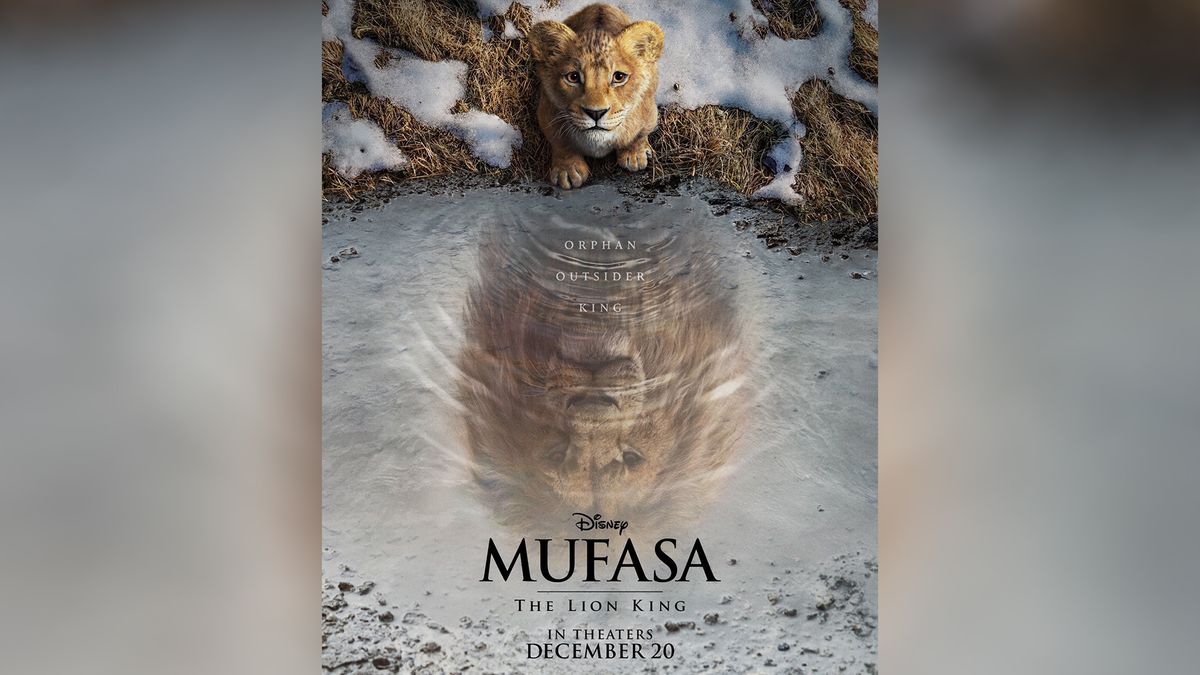 ORPHAN
OUTSIDER
KING
Disney
MUFASA
THE LION KING
IN THEATERS
DECEMBER 20